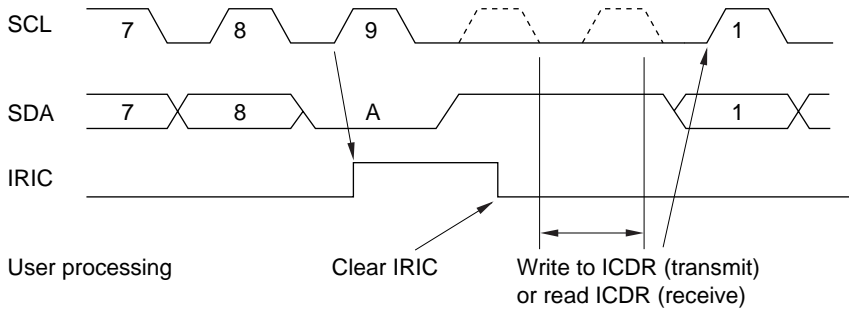 SCL 7 8 9 1
SDA 7 8 A 1
IRIC
User processing Clear IRIC Write to ICDR (transmit)
or read ICDR (receive)